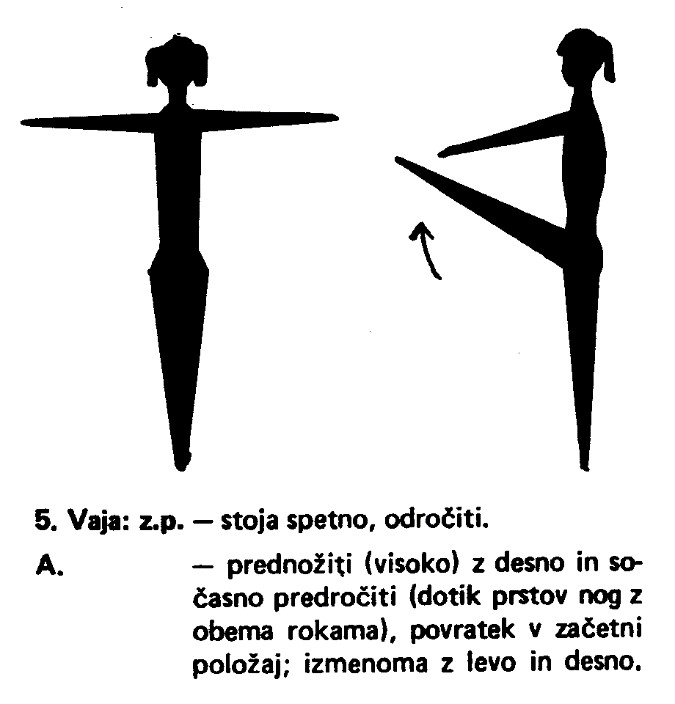 5. Vaja: z.p. — stoja spetno, odročiti.
A. — prednožiti (visoko) z desno in so-
časno predročiti (dotik prstov nog z
obema rokama), povratek v začetni
položaj; izmenoma z levo in desno.